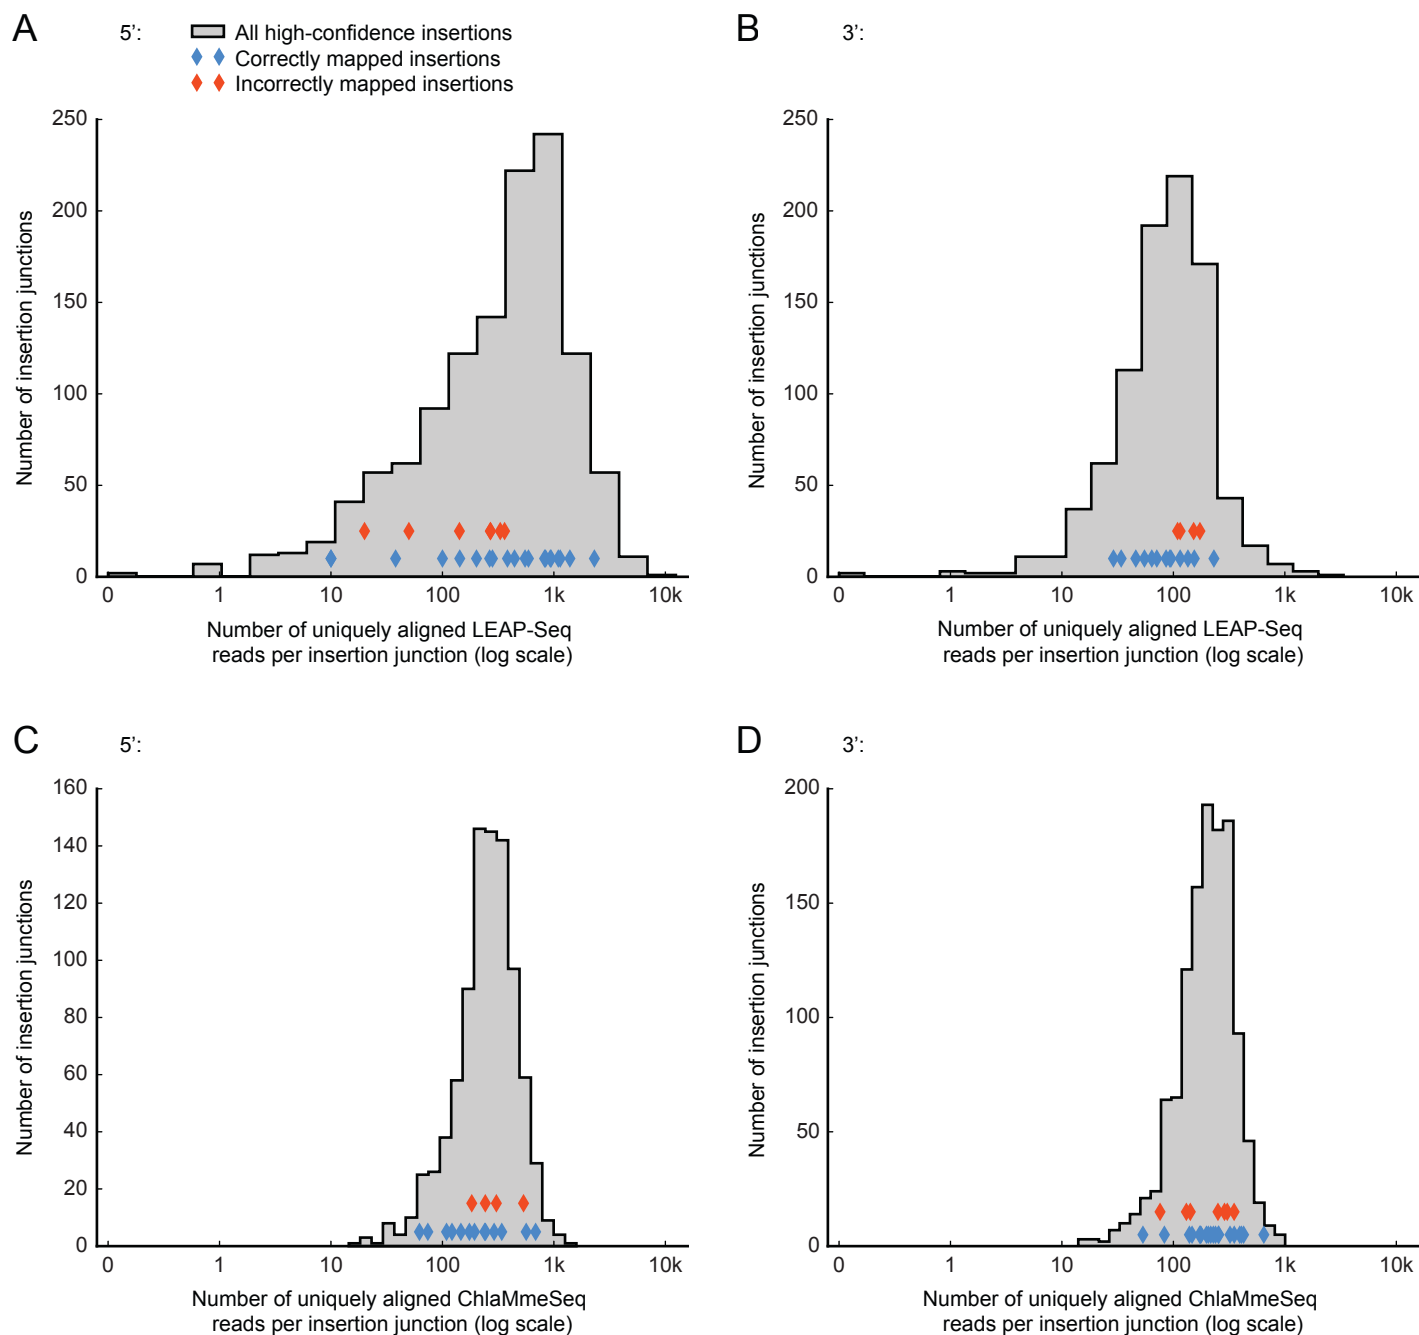 A
5’:
All high-confidence insertions
Correctly mapped insertions
Incorrectly mapped insertions
250
200
150
100
50
0
Number of insertion junctions
0 1 10 100 1k 10k
Number of uniquely aligned LEAP-Seq
reads per insertion junction (log scale)
B
3’:
250
200
150
100
50
0
Number of insertion junctions
0 1 10 100 1k 10k
Number of uniquely aligned LEAP-Seq
reads per insertion junction (log scale)
C
5’:
160
140
120
100
80
60
40
20
0
Number of insertion junctions
0 1 10 100 1k 10k
Number of uniquely aligned ChlaMmeSeq
reads per insertion junction (log scale)
D
3’:
200
150
100
50
0
Number of insertion junctions
0 1 10 100 1k 10k
Number of uniquely aligned ChlaMmeSeq
reads per insertion junction (log scale)